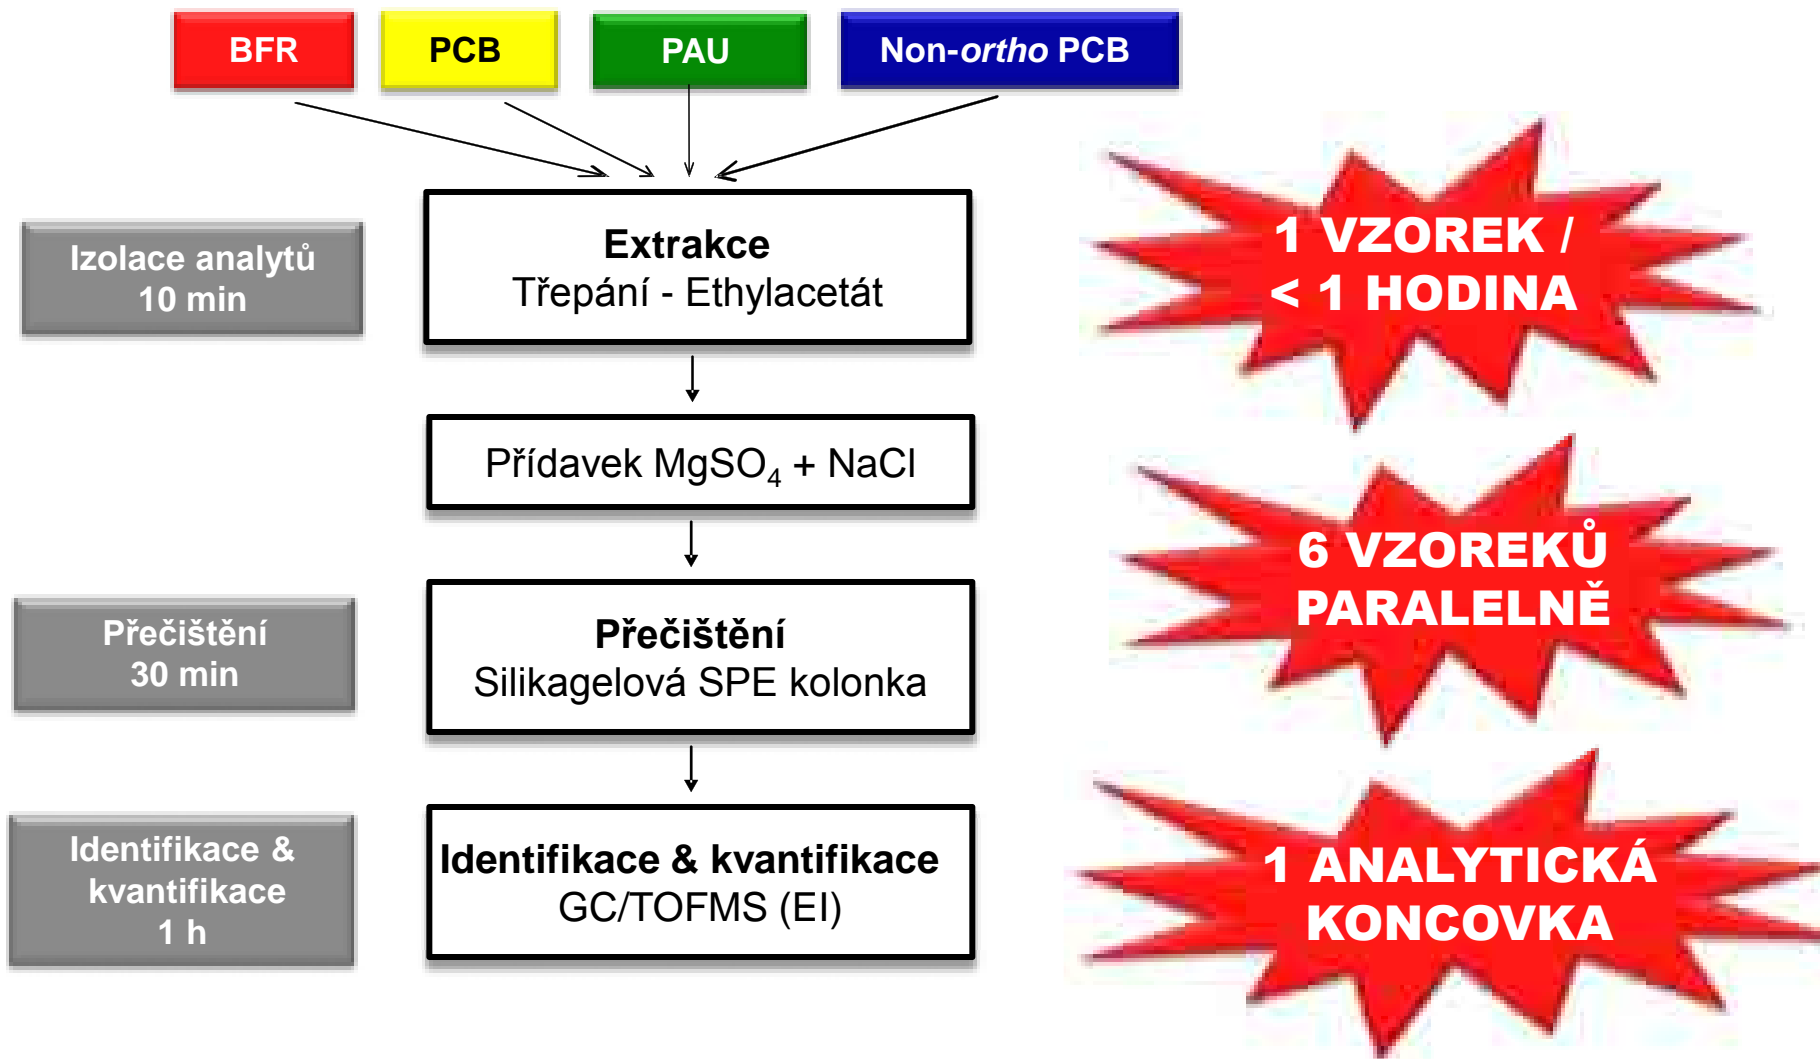 BFR
PCB
PAU
Non-ortho PCB
Izolace analytů
10 min
Extrakce
Třepání - Ethylacetát
1 VZOREK /
< 1 HODINA
Přídavek MgSO₄ + NaCl
6 VZOREKŮ
PARALELNĚ
Přečištění
30 min
Přečištění
Silikagelová SPE kolonka
Identifikace &
kvantifikace
1 h
Identifikace & kvantifikace
GC/TOFMS (EI)
1 ANALYTICKÁ
KONCOVKA